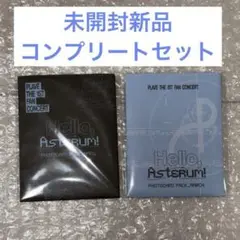 未開封新品
コンプリートセット
PLAVE
THE 1ST
FAN
CONCERT
Hello,
ASTERUM!
PLAVE THE 1ST FAN CONCERT
Hello,
ASTERUM!